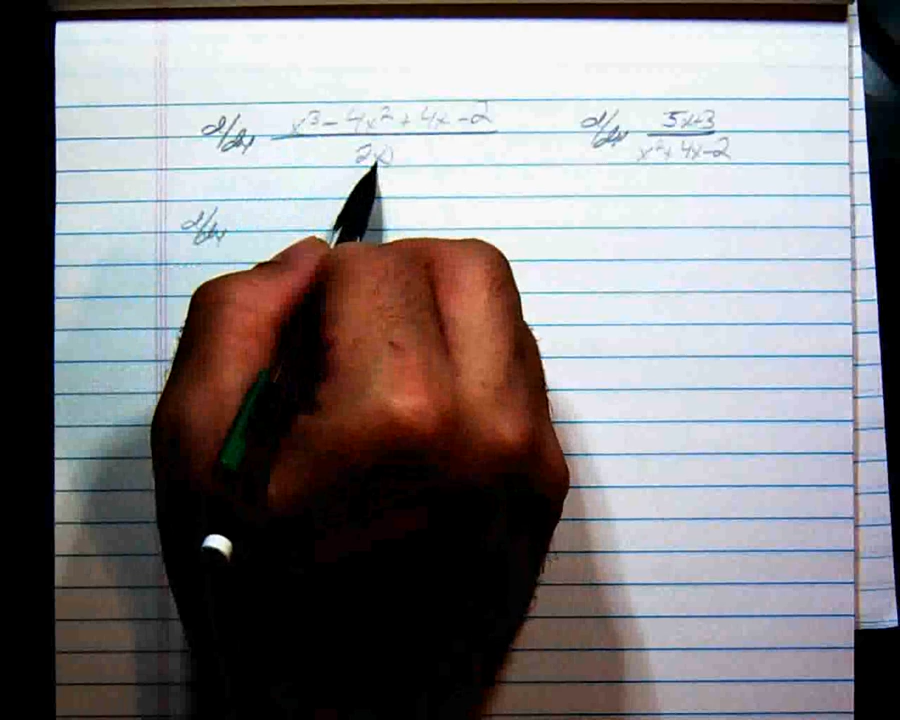 d/dx x³ - 4x² + 4x - 2 / 2x
d/dx 5x+3 / x²+4x-2
d/dx